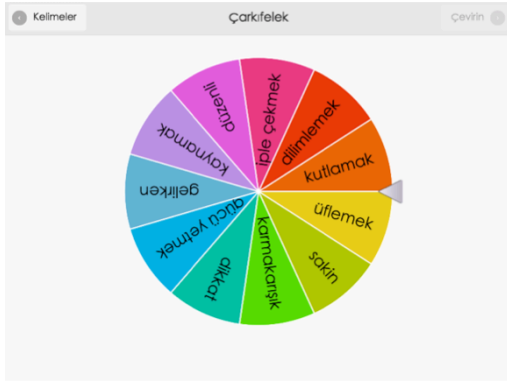 Kelimeler
Çarkıfelek
Çevirin
iple çekmek
dilimlemek
kutlamak
üflemek
sakin
karmakarışık
dikkat
gücü yetmek
gelirken
kaynamak
düzenli